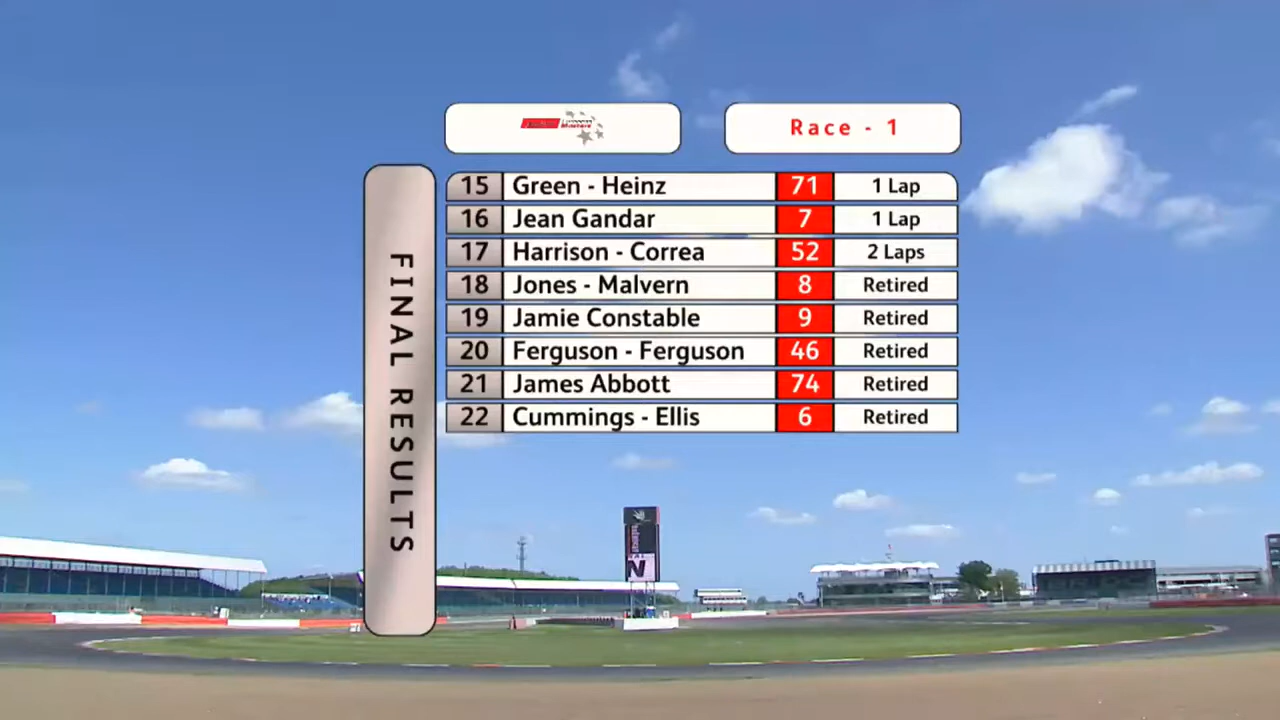 Race - 1
FINAL RESULTS
15 Green - Heinz 71 1 Lap
16 Jean Gandar 7 1 Lap
17 Harrison - Correa 52 2 Laps
18 Jones - Malvern 8 Retired
19 Jamie Constable 9 Retired
20 Ferguson - Ferguson 46 Retired
21 James Abbott 74 Retired
22 Cummings - Ellis 6 Retired
N